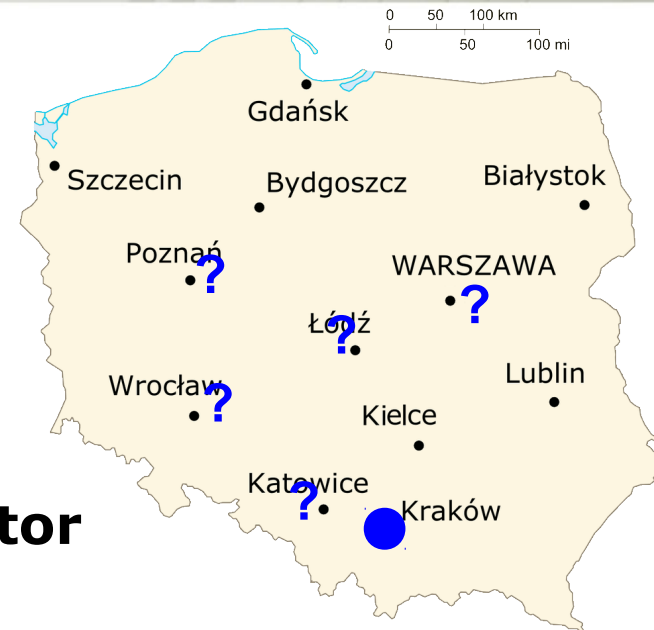 0 50 100 km
0 50 100 mi
Gdańsk
Szczecin
Bydgoszcz
Białystok
Poznań
?
WARSZAWA
?
Łódź
?
Lublin
Wrocław
?
Kielce
Katowice
?
Kraków
tor